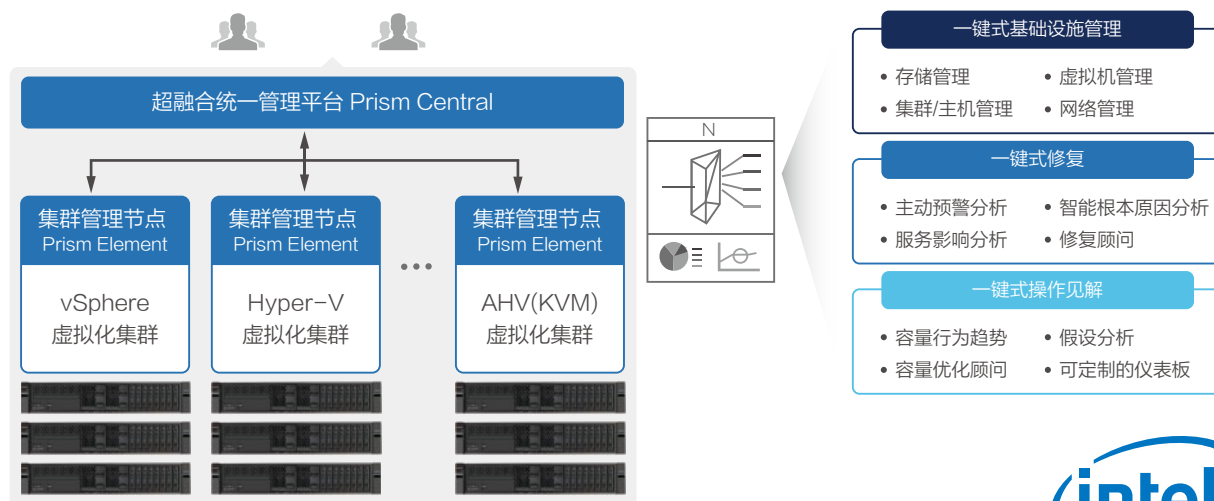 超融合统一管理平台 Prism Central
集群管理节点
Prism Element
vSphere
虚拟化集群
集群管理节点
Prism Element
Hyper-V
虚拟化集群
...
集群管理节点
Prism Element
AHV(KVM)
虚拟化集群
N
一键式基础设施管理
• 存储管理 • 虚拟机管理
• 集群/主机管理 • 网络管理
一键式修复
• 主动预警分析 • 智能根本原因分析
• 服务影响分析 • 修复顾问
一键式操作见解
• 容量行为趋势 • 假设分析
• 容量优化顾问 • 可定制的仪表板
intel